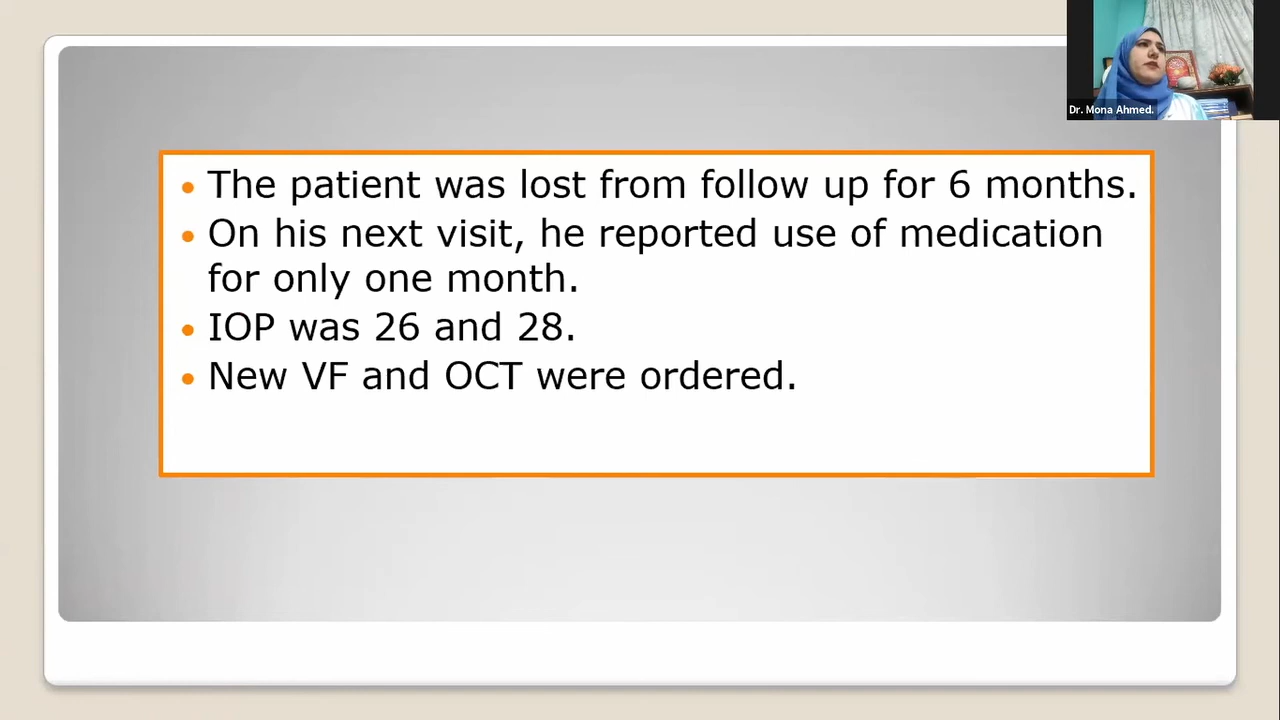 Dr. Mona Ahmed.
• The patient was lost from follow up for 6 months.
• On his next visit, he reported use of medication
for only one month.
• IOP was 26 and 28.
• New VF and OCT were ordered.